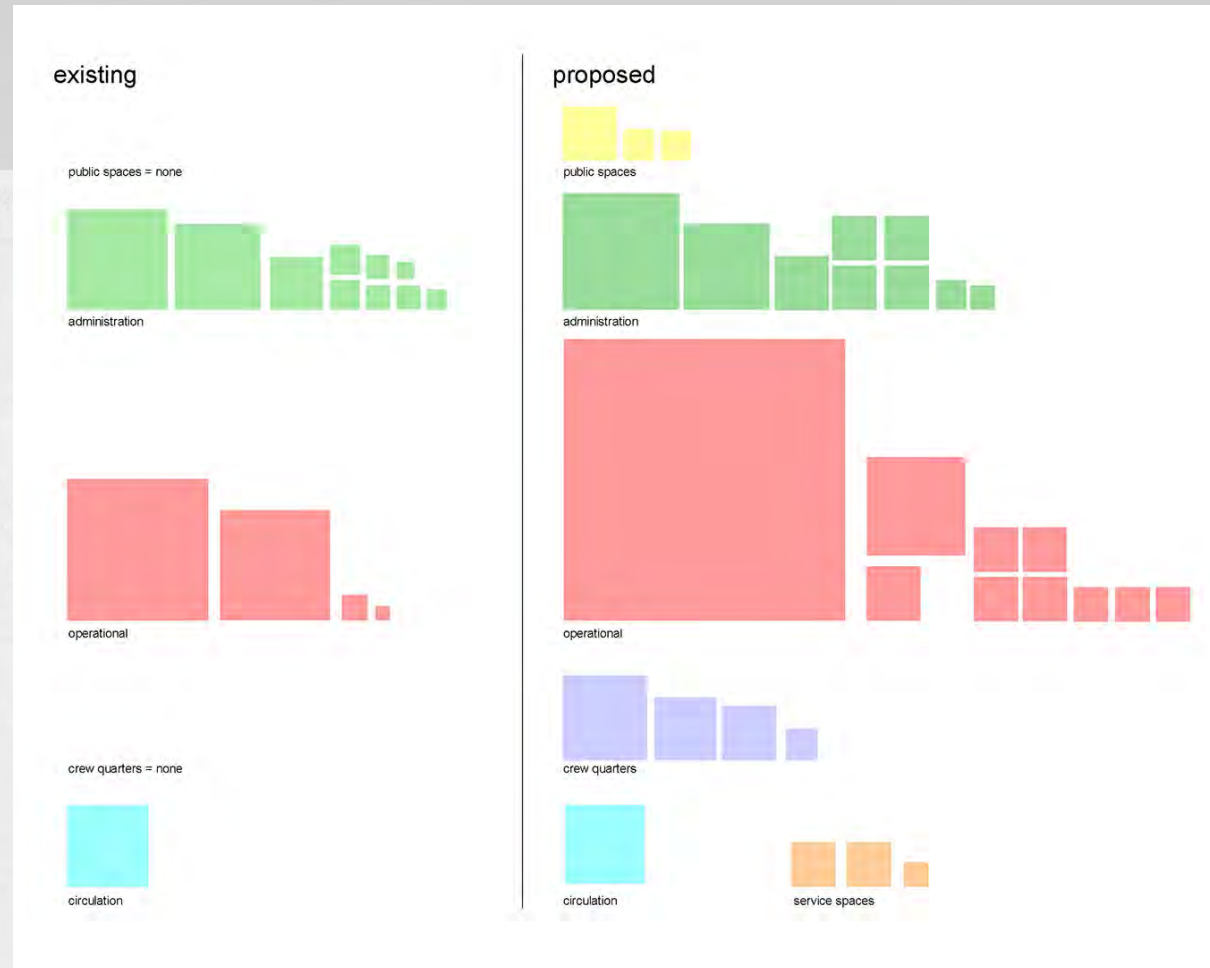 existing
public spaces = none
administration
operational
crew quarters = none
circulation
proposed
public spaces
administration
operational
crew quarters
circulation
service spaces